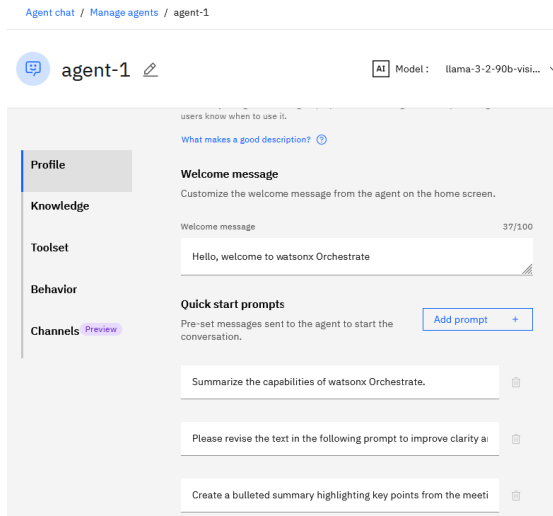 Agent chat / Manage agents / agent-1
agent-1
AI Model : llama-3-2-90b-visi...
users know when to use it.
What makes a good description?
Profile
Knowledge
Toolset
Behavior
Channels Preview
Welcome message
Customize the welcome message from the agent on the home screen.
Welcome message 37/100
Hello, welcome to watsonx Orchestrate
Quick start prompts
Pre-set messages sent to the agent to start the
conversation.
Add prompt +
Summarize the capabilities of watsonx Orchestrate.
Please revise the text in the following prompt to improve clarity a
Create a bulleted summary highlighting key points from the meeti